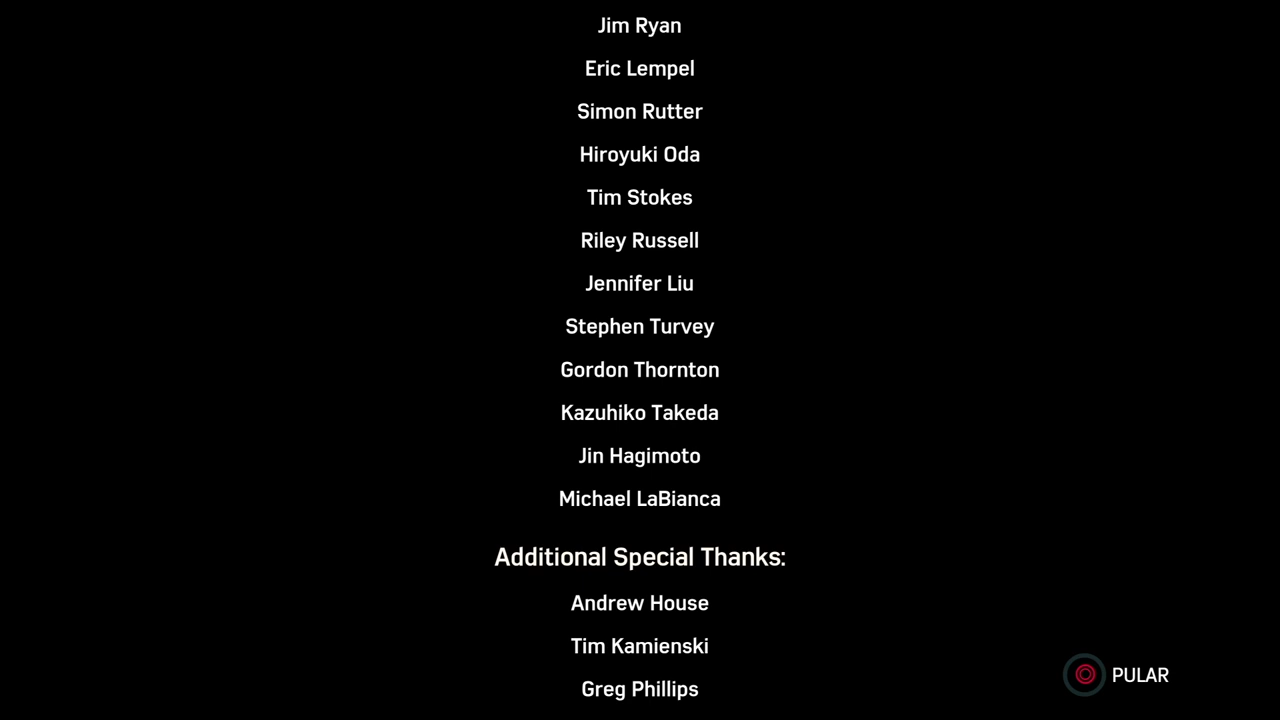 Jim Ryan
Eric Lempel
Simon Rutter
Hiroyuki Oda
Tim Stokes
Riley Russell
Jennifer Liu
Stephen Turvey
Gordon Thornton
Kazuhiko Takeda
Jin Hagimoto
Michael LaBianca
Additional Special Thanks:
Andrew House
Tim Kamienski
Greg Phillips
PULAR